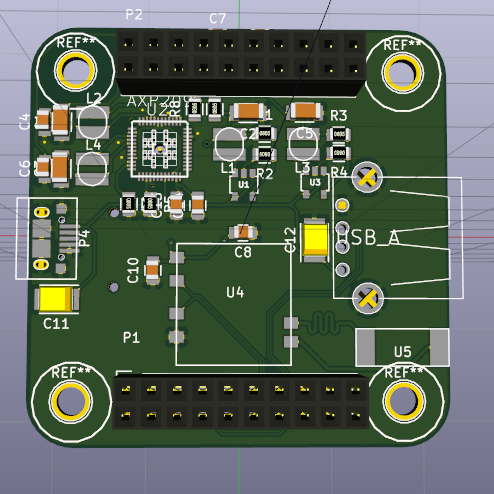 P2
C7
REF**
REF**
L2
AXP209
U2
R8
C4
C2
C5
R3
L4
C6
L1
R2
L3
R4
U1
U3
P4
USB_A
C12
C8
C10
U4
C11
P1
U5
REF**
REF**